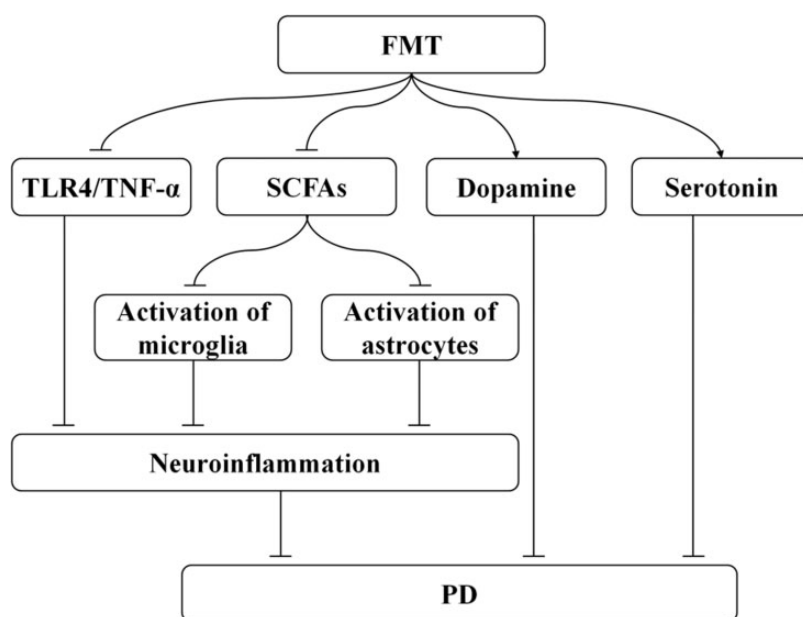 FMT
TLR4/TNF-α
SCFAs
Dopamine
Serotonin
Activation of
microglia
Activation of
astrocytes
Neuroinflammation
PD